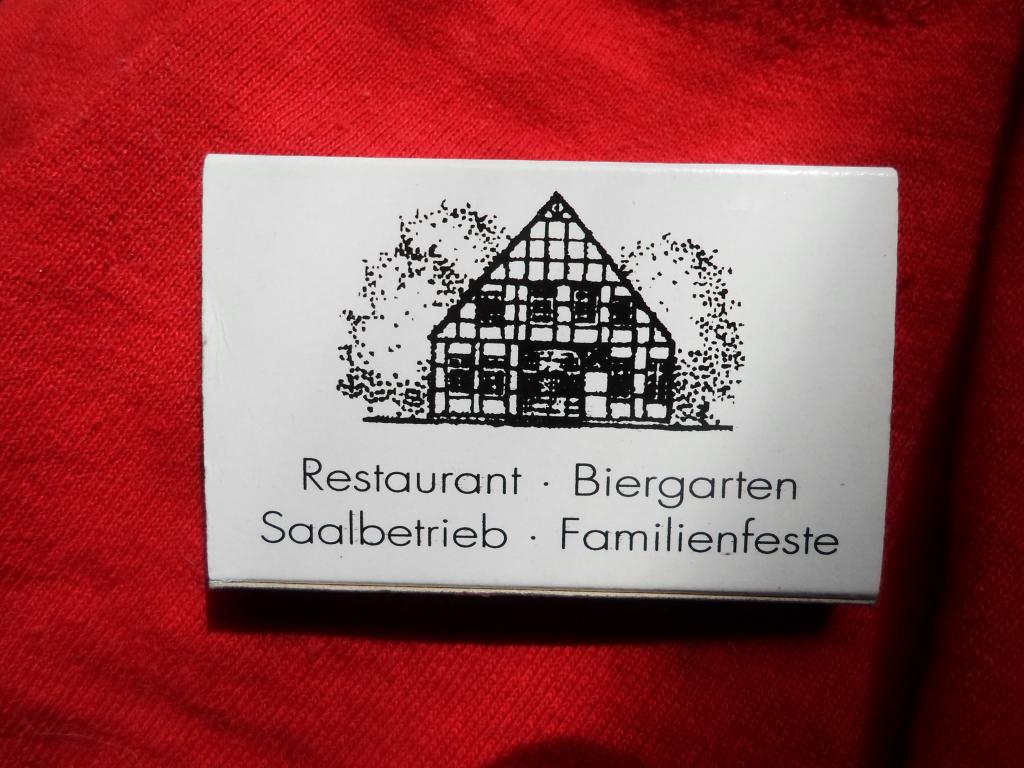 Restaurant · Biergarten
Saalbetrieb · Familienfeste